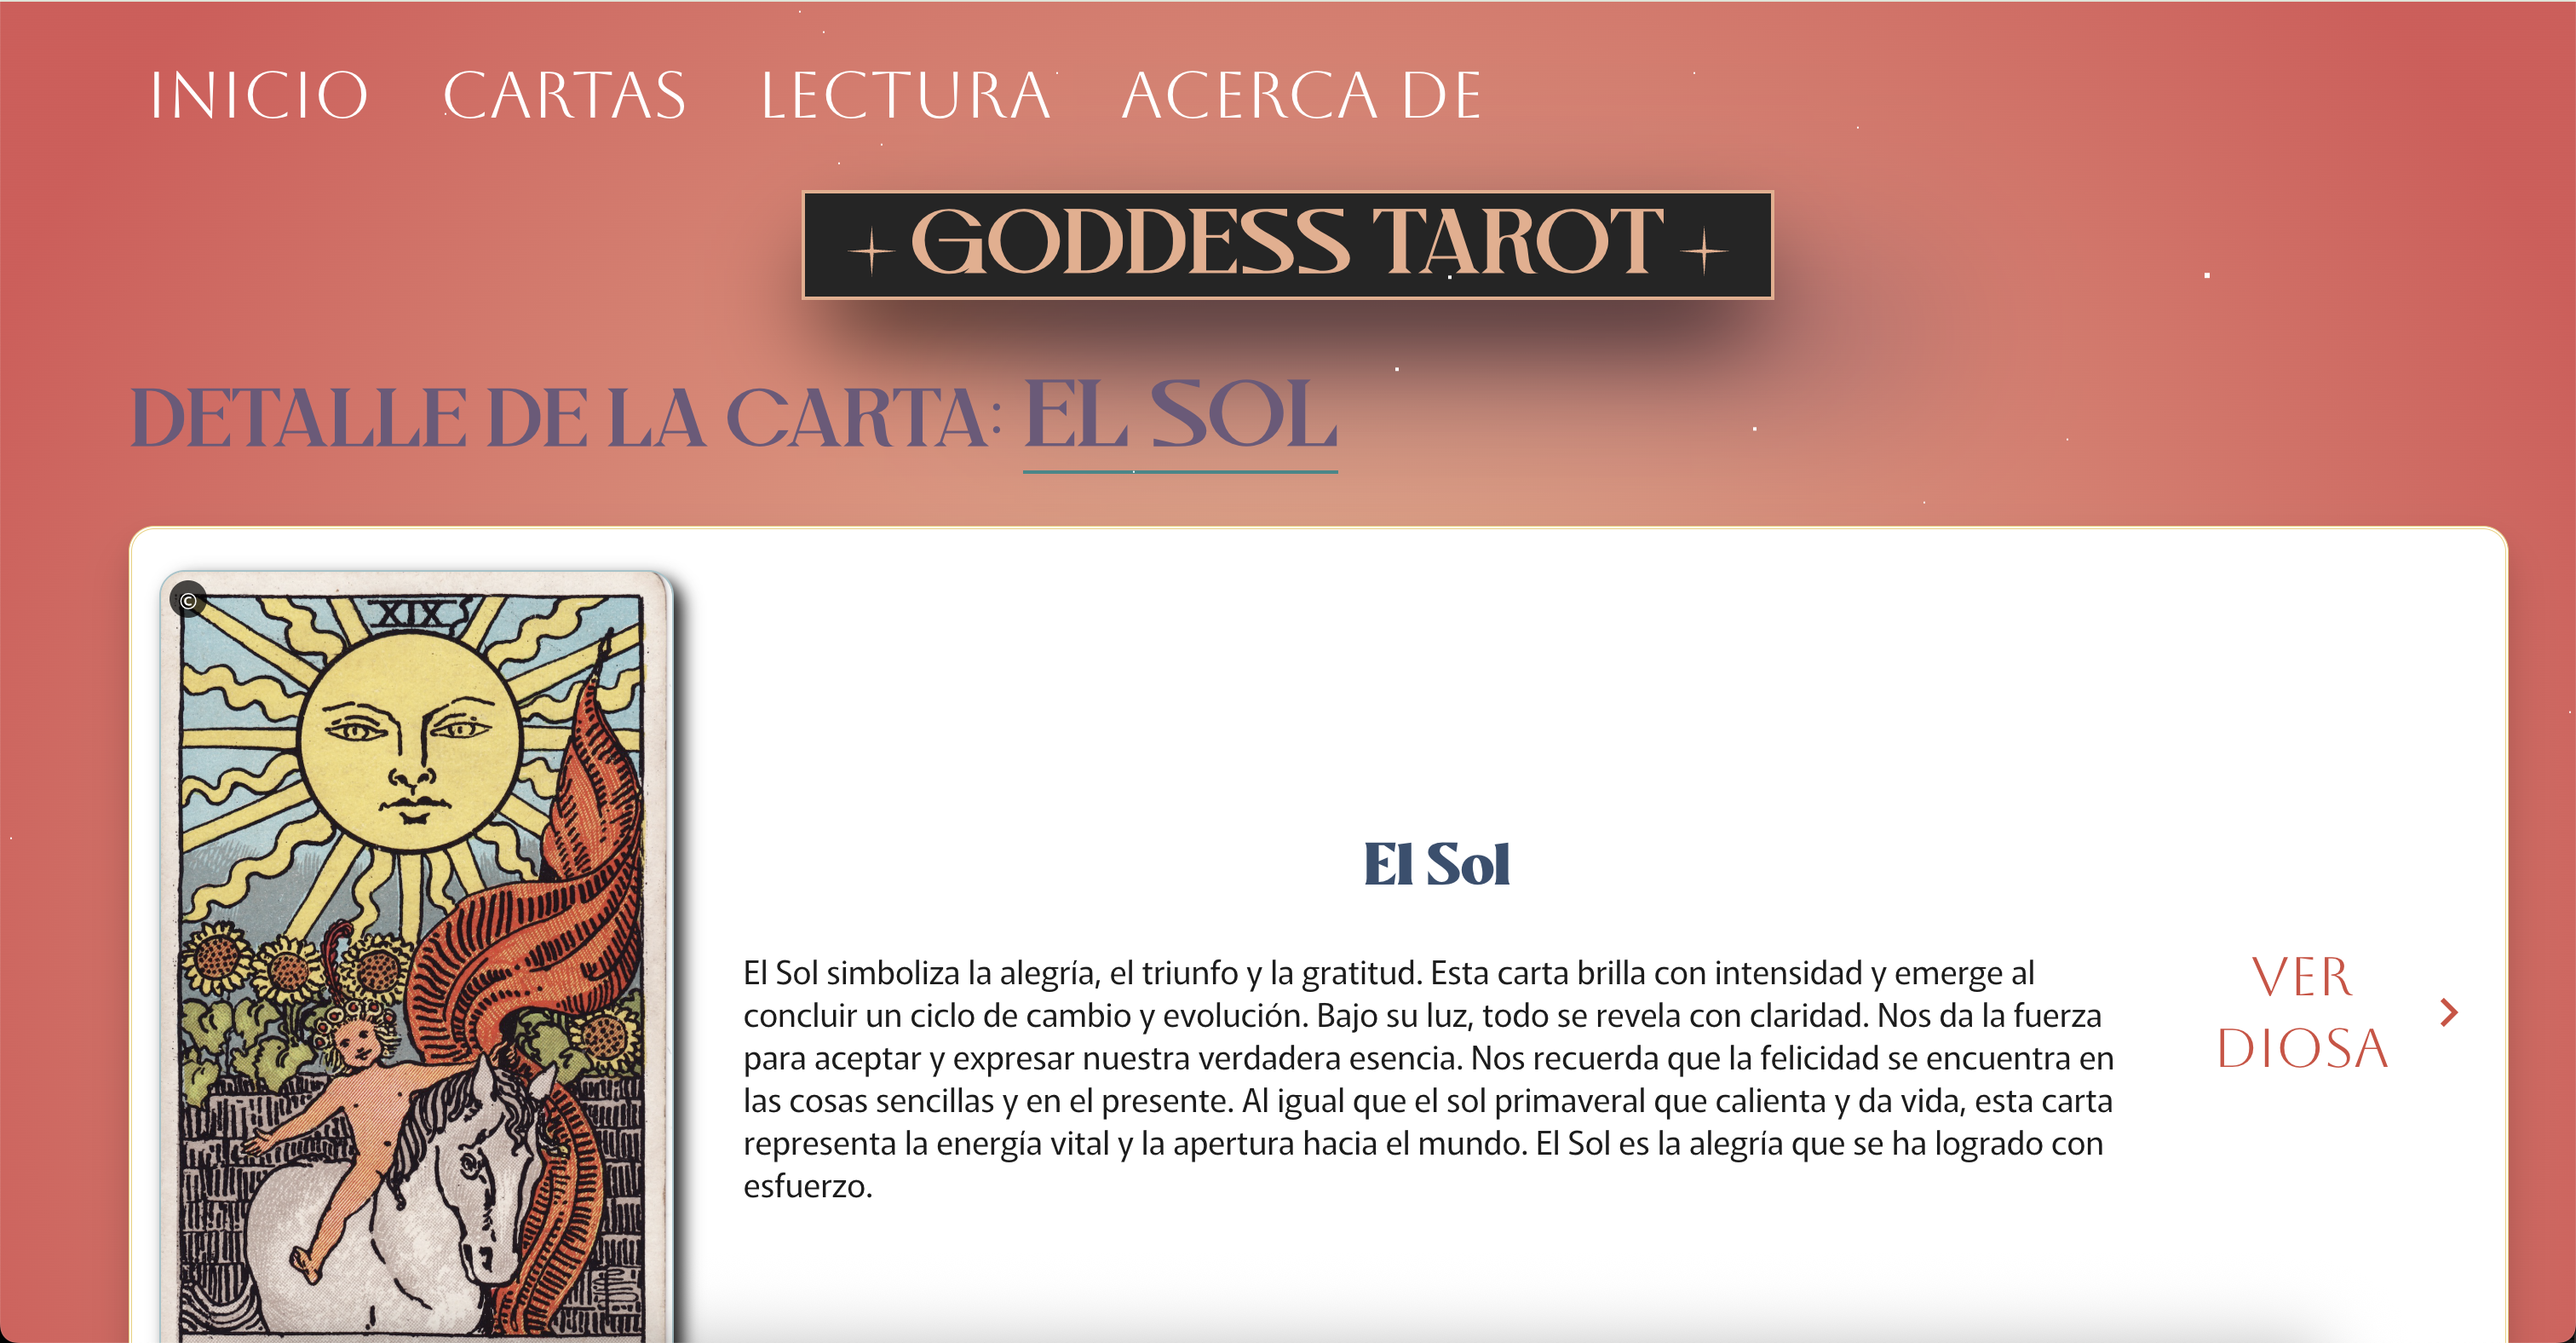 INICIO CARTAS LECTURA ACERCA DE
GODDESS TAROT
DETALLE DE LA CARTA: EL SOL
©
XIX
El Sol
El Sol simboliza la alegría, el triunfo y la gratitud. Esta carta brilla con intensidad y emerge al
concluir un ciclo de cambio y evolución. Bajo su luz, todo se revela con claridad. Nos da la fuerza
para aceptar y expresar nuestra verdadera esencia. Nos recuerda que la felicidad se encuentra en
las cosas sencillas y en el presente. Al igual que el sol primaveral que calienta y da vida, esta carta
representa la energía vital y la apertura hacia el mundo. El Sol es la alegría que se ha logrado con
esfuerzo.
VER
DIOSA